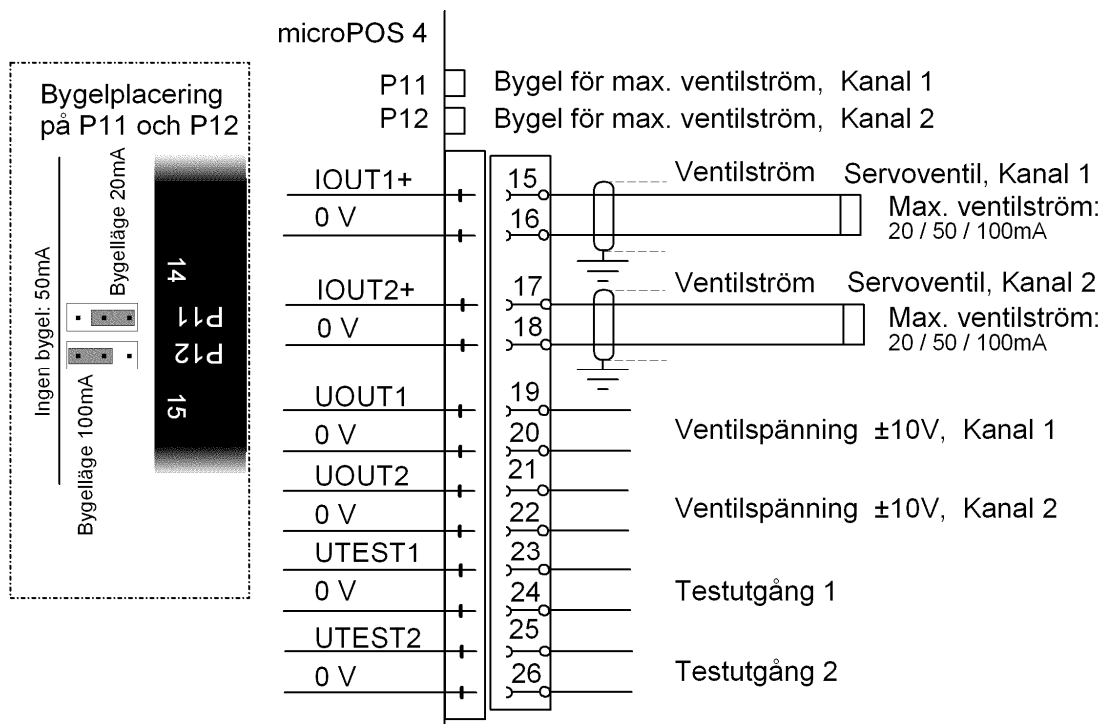 microPOS 4
P11 Bygel för max. ventilström, Kanal 1
P12 Bygel för max. ventilström, Kanal 2
Bygelplacering
på P11 och P12
Ingen bygel: 50mA
Bygelläge 20mA
Bygelläge 100mA
14
P11
P12
15
IOUT1+ 15 Ventilström Servoventil, Kanal 1
0 V 16 Max. ventilström:
20 / 50 / 100mA
IOUT2+ 17 Ventilström Servoventil, Kanal 2
0 V 18 Max. ventilström:
20 / 50 / 100mA
UOUT1 19
0 V 20 Ventilspänning ±10V, Kanal 1
UOUT2 21
0 V 22 Ventilspänning ±10V, Kanal 2
UTEST1 23
0 V 24 Testutgång 1
UTEST2 25
0 V 26 Testutgång 2